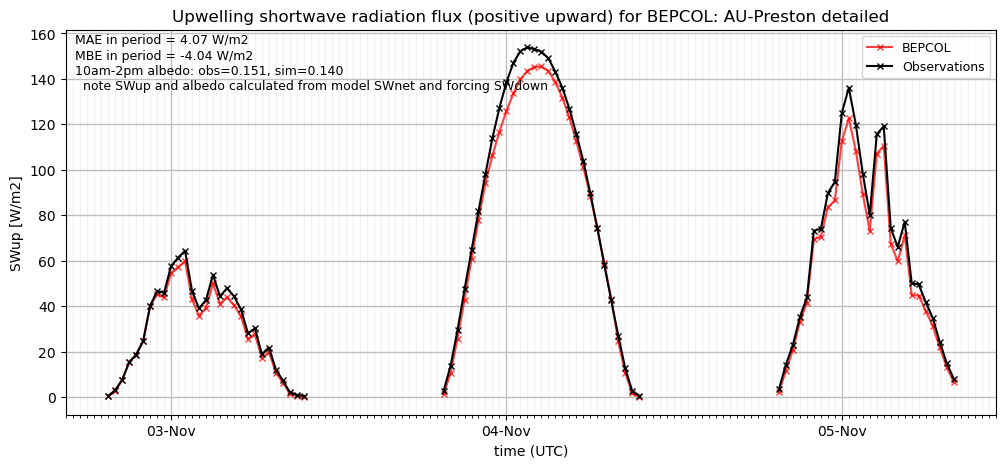 Upwelling shortwave radiation flux (positive upward) for BEPCOL: AU-Preston detailed
MAE in period = 4.07 W/m2
MBE in period = -4.04 W/m2
10am-2pm albedo: obs=0.151, sim=0.140
note SWup and albedo calculated from model SWnet and forcing SWdown
BEPCOL
Observations
SWup [W/m2]
160
140
120
100
80
60
40
20
0
03-Nov
04-Nov
05-Nov
time (UTC)